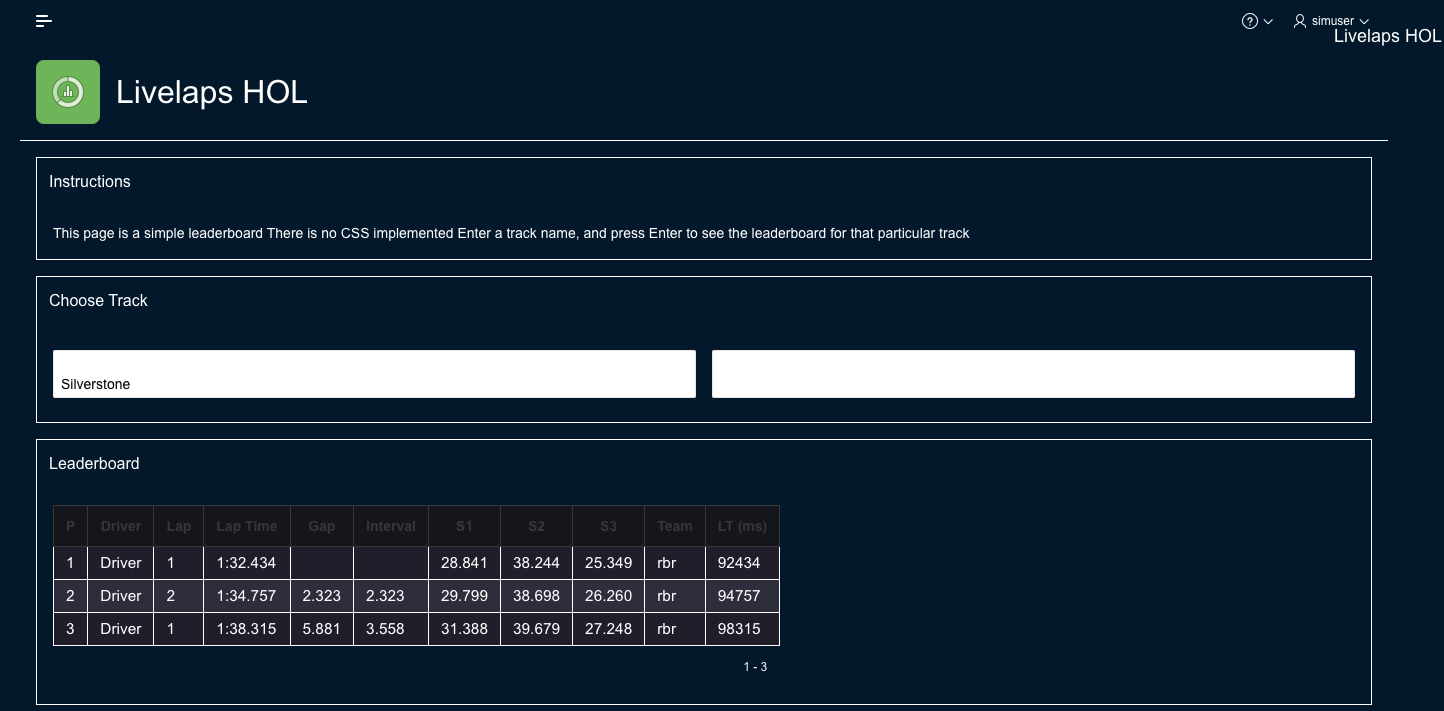 simuser
Livelaps HOL
Livelaps HOL
Instructions
This page is a simple leaderboard There is no CSS implemented Enter a track name, and press Enter to see the leaderboard for that particular track
Choose Track
Silverstone
Leaderboard
P Driver Lap Lap Time Gap Interval S1 S2 S3 Team LT (ms)
1 Driver 1 1:32.434 28.841 38.244 25.349 rbr 92434
2 Driver 2 1:34.757 2.323 2.323 29.799 38.698 26.260 rbr 94757
3 Driver 1 1:38.315 5.881 3.558 31.388 39.679 27.248 rbr 98315
1 - 3